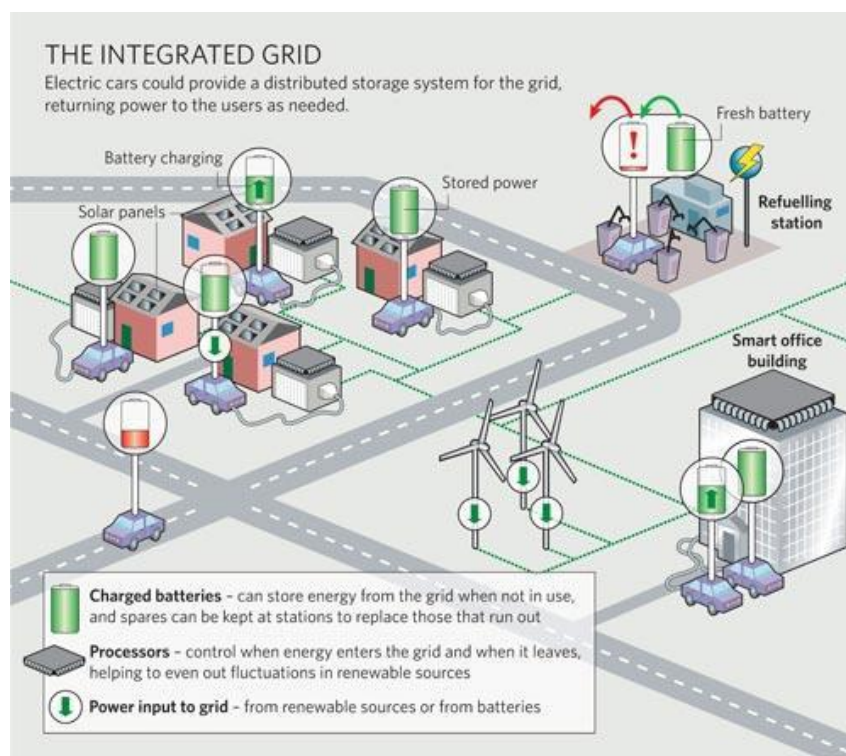 THE INTEGRATED GRID
Electric cars could provide a distributed storage system for the grid,
returning power to the users as needed.
Fresh battery
Battery charging
Stored power
Solar panels
Refuelling
station
Smart office
building
Charged batteries – can store energy from the grid when not in use,
and spares can be kept at stations to replace those that run out
Processors – control when energy enters the grid and when it leaves,
helping to even out fluctuations in renewable sources
Power input to grid – from renewable sources or from batteries